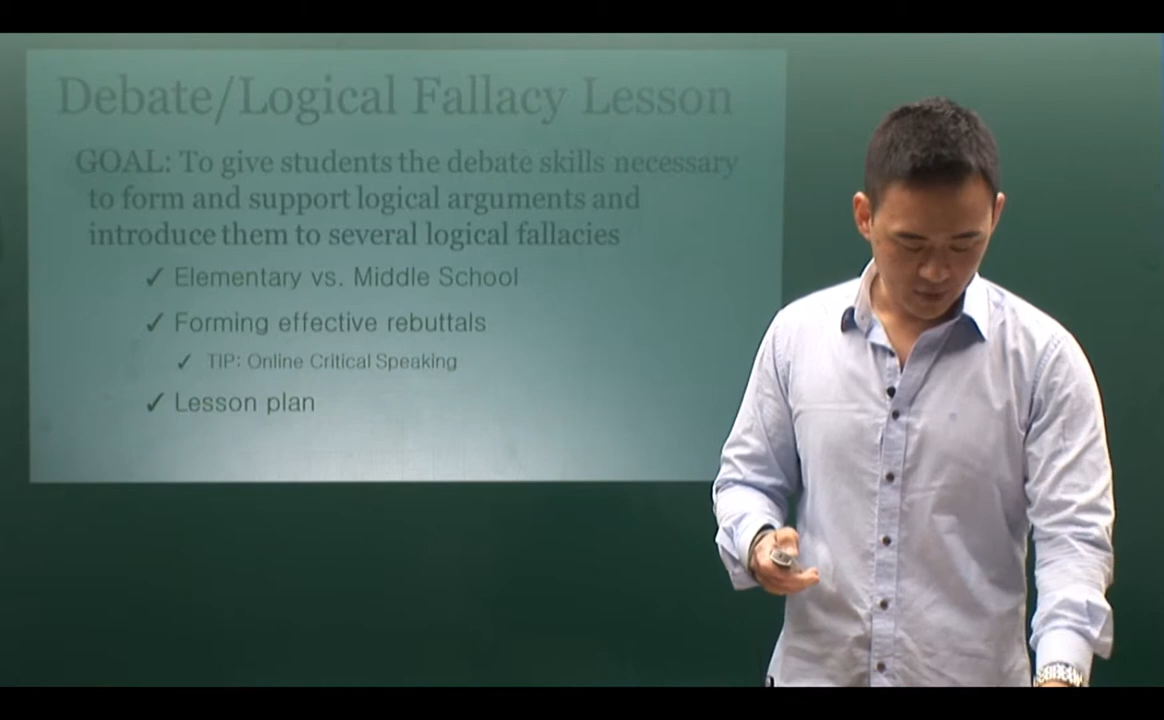 Debate/Logical Fallacy Lesson
GOAL: To give students the debate skills necessary
to form and support logical arguments and
introduce them to several logical fallacies
✓ Elementary vs. Middle School
✓ Forming effective rebuttals
✓ TIP: Online Critical Speaking
✓ Lesson plan